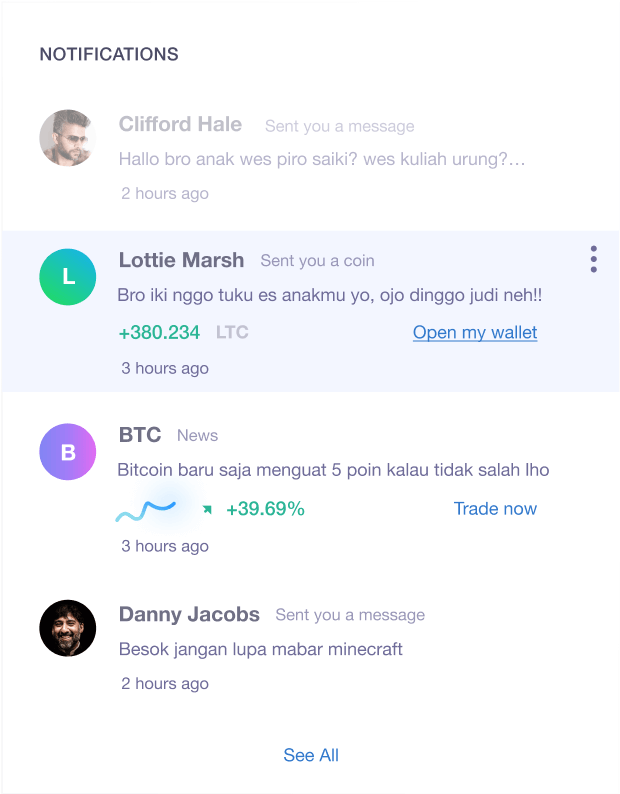 NOTIFICATIONS
Clifford Hale Sent you a message
Hallo bro anak wes piro saiki? wes kuliah urung?...
2 hours ago
L
Lottie Marsh Sent you a coin
Bro iki nggo tuku es anakmu yo, ojo dinggo judi neh!!
+380.234 LTC Open my wallet
3 hours ago
B
BTC News
Bitcoin baru saja menguat 5 poin kalau tidak salah lho
+39.69% Trade now
3 hours ago
Danny Jacobs Sent you a message
Besok jangan lupa mabar minecraft
2 hours ago
See All